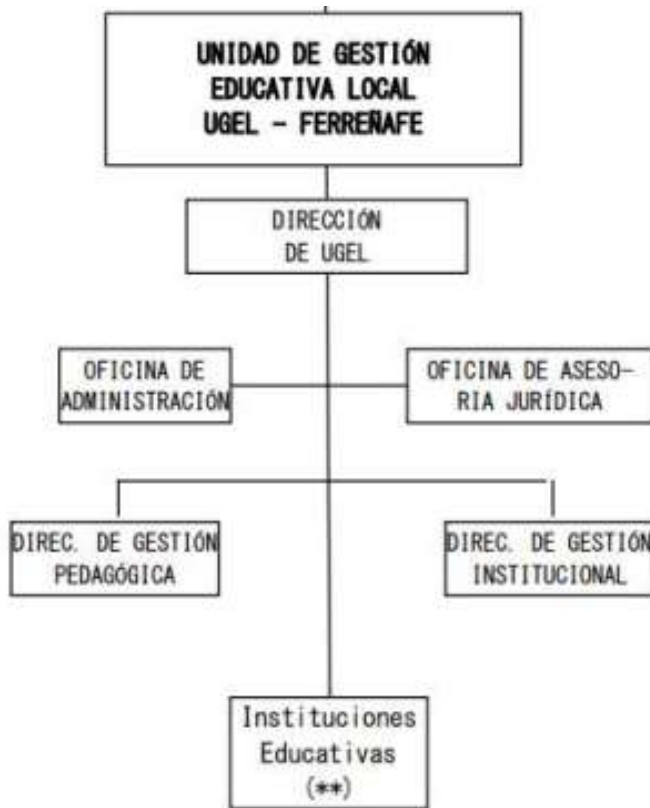 UNIDAD DE GESTIÓN
EDUCATIVA LOCAL
UGEL - FERREÑAFE
DIRECCIÓN
DE UGEL
OFICINA DE
ADMINISTRACIÓN
OFICINA DE ASESO-
RIA JURÍDICA
DIREC. DE GESTIÓN
PEDAGÓGICA
DIREC. DE GESTIÓN
INSTITUCIONAL
Instituciones
Educativas
(**)